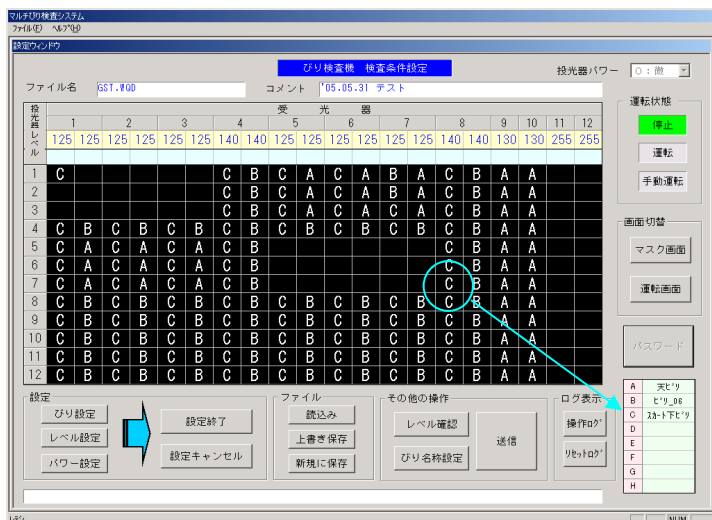 マルチびり検査システム
ファイル(F) ヘルプ(H)
設定ウィンドウ
びり検査機 検査条件設定
投光器パワー 0：微
ファイル名 GST.WQD コメント '05.05.31 テスト
投光器レベル
受 光 器
1 2 3 4 5 6 7 8 9 10 11 12
125 125 125 125 125 125 140 140 125 125 125 125 125 125 140 140 130 130 255 255
1 C C B C A C A B A C B A A
2 C B C A C A B A C B A A
3 C B C A C A C A C B A A
4 C B C B C B C B C B C B C B C B A A
5 C A C A C A C B C B A A
6 C A C A C A C B C B A A
7 C A C A C A C B C B A A
8 C B C B C B C B C B C B C B C B A A
9 C B C B C B C B C B C B C B C B A A
10 C B C B C B C B C B C B C B C B A A
11 C B C B C B C B C B C B C B C B A A
12 C B C B C B C B C B C B C B C B A A
運転状態
停止
運転
手動運転
画面切替
マスク画面
運転画面
パスワード
A 天ビリ
B ビリ_06
C スカート下ビリ
D
E
F
G
H
設定
びり設定
レベル設定
パワー設定
設定終了
設定キャンセル
ファイル
読込み
上書き保存
新規に保存
その他の操作
レベル確認
びり名称設定
送信
ログ表示
操作ログ
リセットログ
レディ
NUM